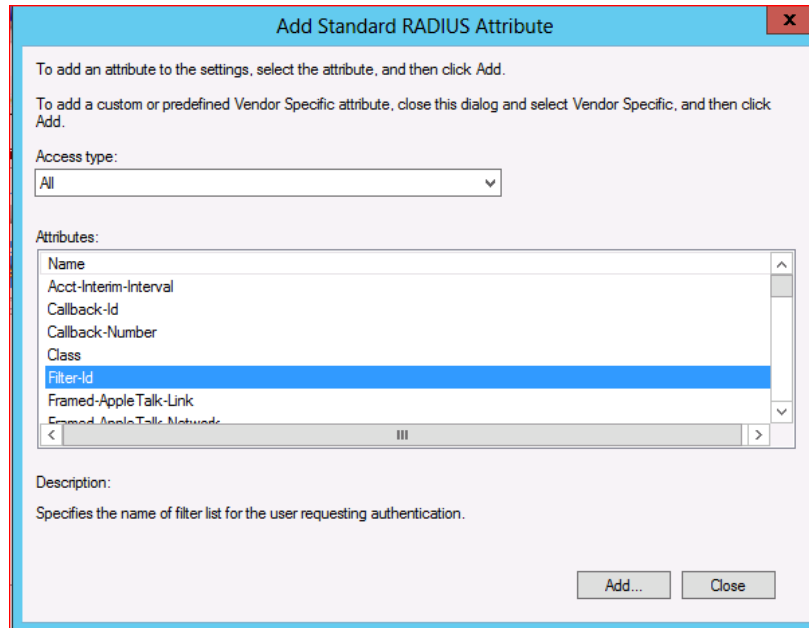 Add Standard RADIUS Attribute
x
To add an attribute to the settings, select the attribute, and then click Add.
To add a custom or predefined Vendor Specific attribute, close this dialog and select Vendor Specific, and then click
Add.
Access type:
All
Attributes:
Name
Acct-Interim-Interval
Callback-Id
Callback-Number
Class
Filter-Id
Framed-AppleTalk-Link
Framed-AppleTalk-Network
Description:
Specifies the name of filter list for the user requesting authentication.
Add... Close